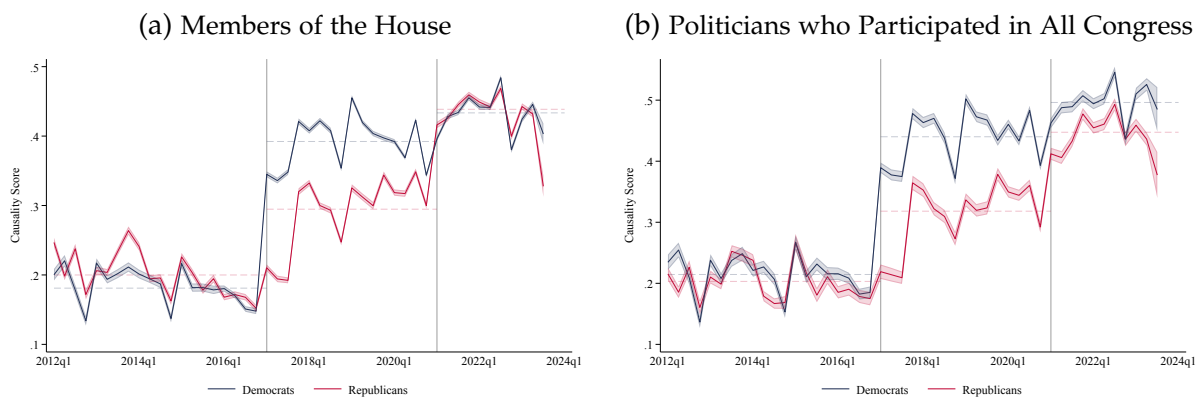 (a) Members of the House
Causality Score
.5
.4
.3
.2
.1
2012q1 2014q1 2016q1 2018q1 2020q1 2022q1 2024q1
Democrats Republicans
(b) Politicians who Participated in All Congress
Causality Score
.6
.5
.4
.3
.2
.1
2012q1 2014q1 2016q1 2018q1 2020q1 2022q1 2024q1
Democrats Republicans